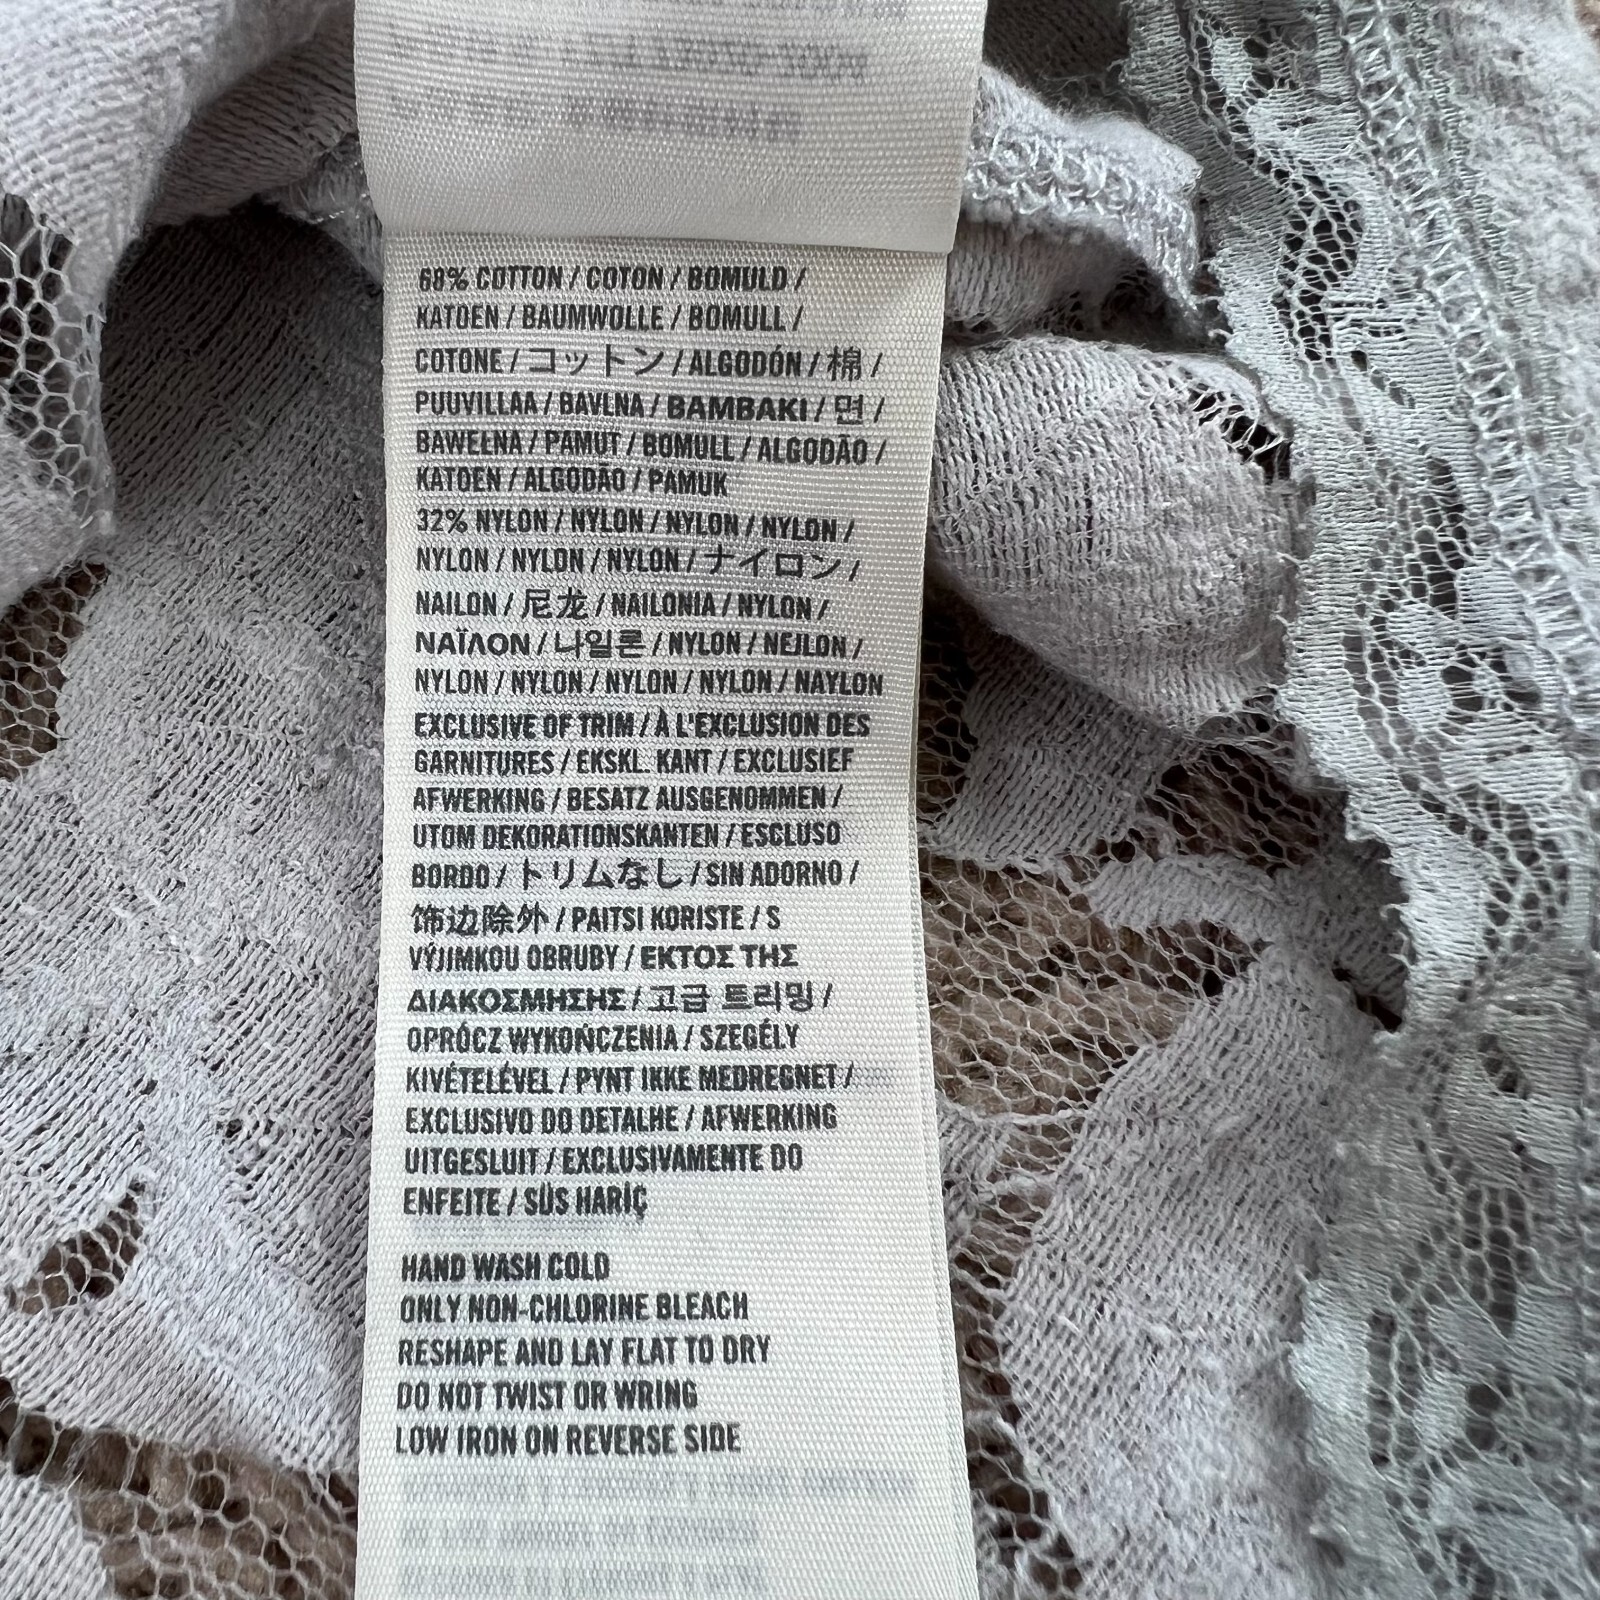 68% COTTON / COTON / BOMULD /
KATOEN / BAUMWOLLE / BOMULL /
COTONE / コットン / ALGODÓN / 棉 /
PUUVILLAA / BAVLNA / BAMBAKI / 면 /
BAWEŁNA / PAMUT / BOMULL / ALGODÃO /
KATOEN / ALGODÃO / PAMUK
32% NYLON / NYLON / NYLON / NYLON /
NYLON / NYLON / NYLON / ナイロン /
NAILON / 尼龙 / NAILONIA / NYLON /
ΝΑΪΛΟΝ / 나일론 / NYLON / NEJLON /
NYLON / NYLON / NYLON / NYLON / NAYLON
EXCLUSIVE OF TRIM / À L'EXCLUSION DES
GARNITURES / EKSKL. KANT / EXCLUSIEF
AFWERKING / BESATZ AUSGENOMMEN /
UTOM DEKORATIONSKANTEN / ESCLUSO
BORDO / トリムなし / SIN ADORNO /
饰边除外 / PAITSI KORISTE / S
VÝJIMKOU OBRUBY / ΕΚΤΟΣ ΤΗΣ
ΔΙΑΚΟΣΜΗΣΗΣ / 고급 트리밍 /
OPRÓCZ WYKOŃCZENIA / SZEGÉLY
KIVÉTELÉVEL / PYNT IKKE MEDREGNET /
EXCLUSIVO DO DETALHE / AFWERKING
UITGESLUIT / EXCLUSIVAMENTE DO
ENFEITE / SÜS HARİÇ
HAND WASH COLD
ONLY NON-CHLORINE BLEACH
RESHAPE AND LAY FLAT TO DRY
DO NOT TWIST OR WRING
LOW IRON ON REVERSE SIDE